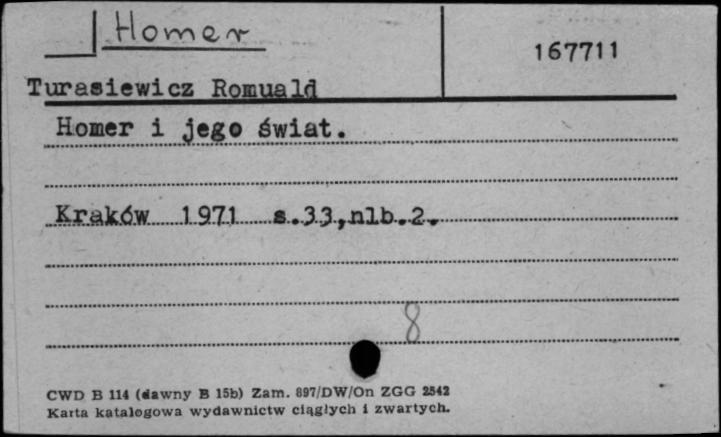 Homer
167711
Turasiewicz Romuald
Homer i jego świat.
Kraków 1971 s.33,nlb.2.
8
CWD B 114 (dawny B 15b) Zam. 897/DW/On ZGG 2542
Karta katalogowa wydawnictw ciągłych i zwartych.